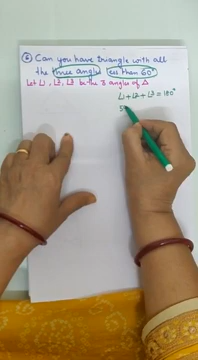 ⑥ Can you have triangle with all
the three angle less than 60°
Let ∠1, ∠2, ∠3 be the 3 angles of Δ
∠1 + ∠2 + ∠3 = 180°